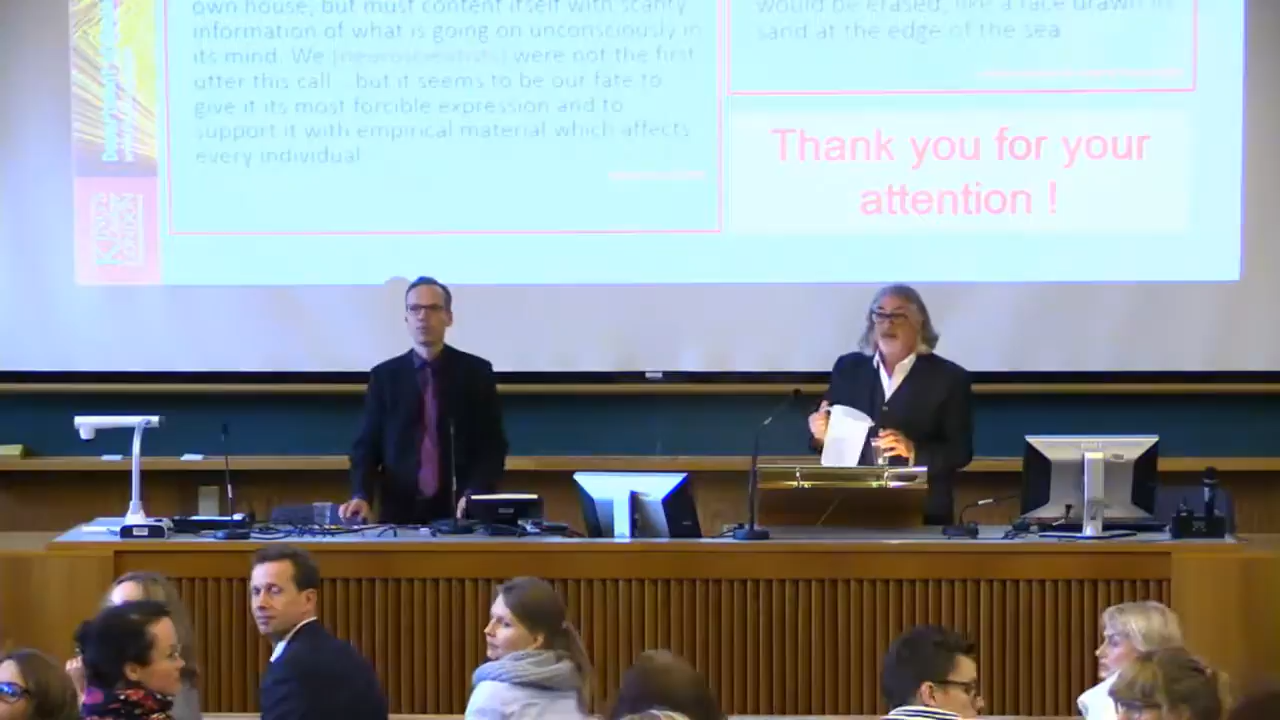 own house, but must content itself with scanty
information of what is going on unconsciously in
its mind. We [neuroscientists] were not the first
utter this call ...but it seems to be our fate to
give it its most forcible expression and to
support it with empirical material which affects
every individual
would be erased, like a face drawn in
sand at the edge of the sea
Thank you for your
attention !
KING'S
LONDON